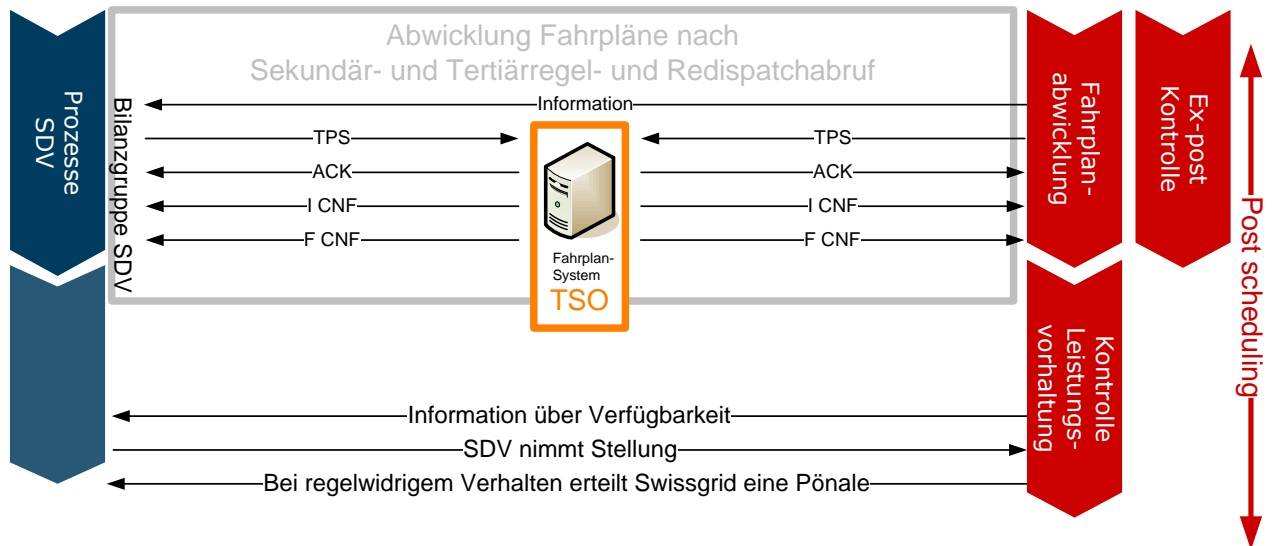 Abwicklung Fahrpläne nach
Sekundär- und Tertiärregel- und Redispatchabruf
Prozesse
SDV
Bilanzgruppe SDV
Information
TPS
TPS
ACK
ACK
I CNF
I CNF
F CNF
F CNF
Fahrplan-
System
TSO
Fahrplan-
abwicklung
Ex-post
Kontrolle
Post scheduling
Kontrolle
Leistungs-
vorhaltung
Information über Verfügbarkeit
SDV nimmt Stellung
Bei regelwidrigem Verhalten erteilt Swissgrid eine Pönale